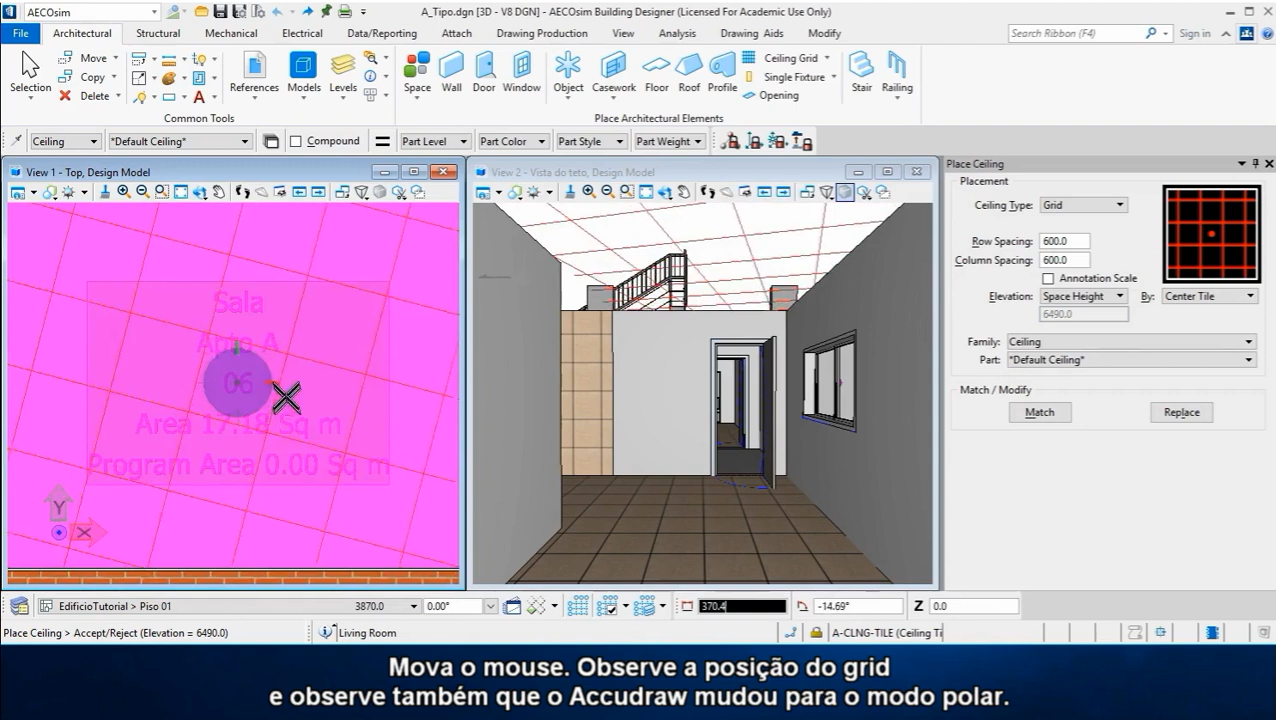 AECOsim
A_Tipo.dgn [3D - V8 DGN] - AECOsim Building Designer (Licensed For Academic Use Only)
File Architectural Structural Mechanical Electrical Data/Reporting Attach Drawing Production View Analysis Drawing Aids Modify Search Ribbon (F4) Sign in
Selection
Move
Copy
Delete
References
Models
Levels
Space
Wall
Door
Window
Object
Casework
Floor
Roof
Profile
Ceiling Grid
Single Fixture
Opening
Stair
Railing
Common Tools
Place Architectural Elements
Ceiling *Default Ceiling* Compound Part Level Part Color Part Style Part Weight
View 1 - Top, Design Model
View 2 - Vista do teto, Design Model
Sala
Apto A
06
Area 17.18 Sq m
Program Area 0.00 Sq m
Y
X
Place Ceiling
Placement
Ceiling Type: Grid
Row Spacing: 600.0
Column Spacing: 600.0
Annotation Scale
Elevation: Space Height By: Center Tile
6490.0
Family: Ceiling
Part: *Default Ceiling*
Match / Modify
Match Replace
EdificioTutorial > Piso 01 3870.0 0.00° 370.4 -14.69° Z 0.0
Place Ceiling > Accept/Reject (Elevation = 6490.0) Living Room A-CLNG-TILE (Ceiling Ti
Mova o mouse. Observe a posição do grid
e observe também que o Accudraw mudou para o modo polar.